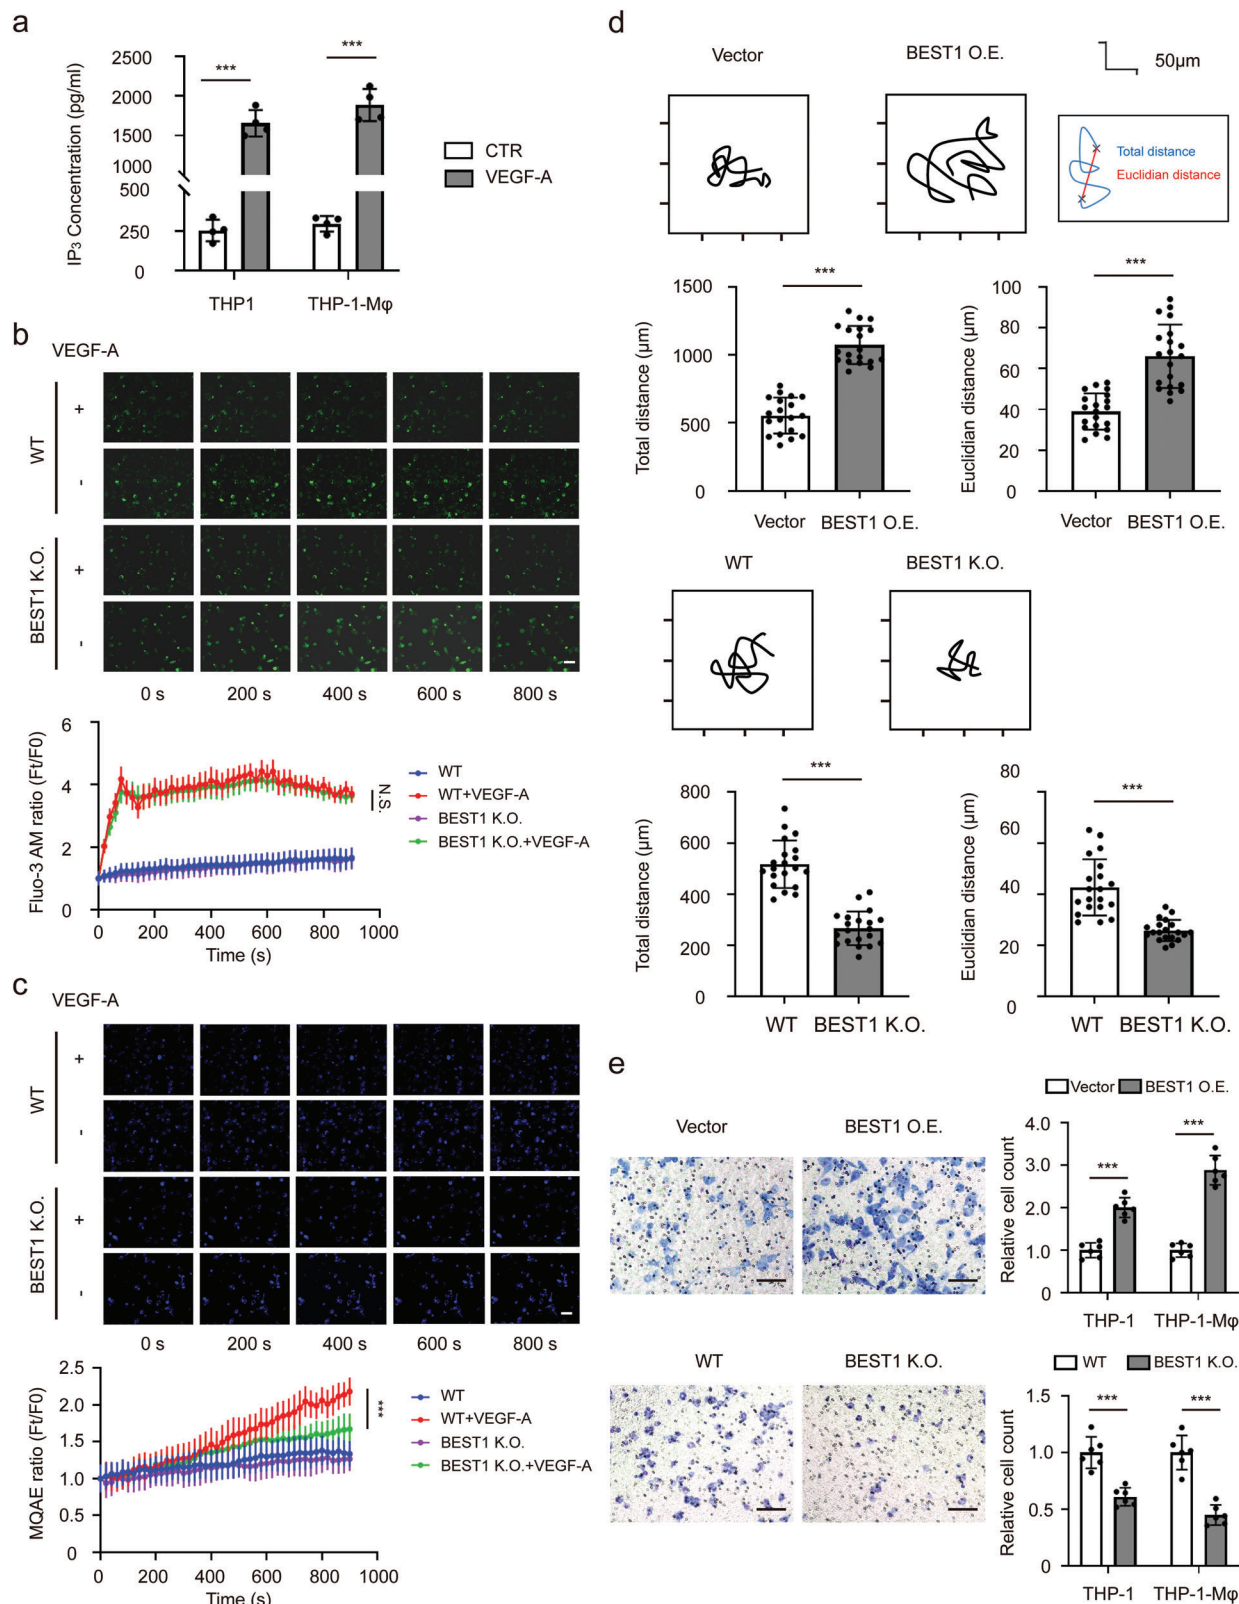 a
2500
2000
1500
1000
500
250
0
IP3 Concentration (pg/ml)
***
***
CTR
VEGF-A
THP1
THP-1-Mφ
b
VEGF-A
WT
+
-
BEST1 K.O.
+
-
0 s
200 s
400 s
600 s
800 s
Fluo-3 AM ratio (Ft/F0)
6
4
2
0
0
200
400
600
800
1000
Time (s)
N.S.
WT
WT+VEGF-A
BEST1 K.O.
BEST1 K.O.+VEGF-A
c
VEGF-A
WT
+
-
BEST1 K.O.
+
-
0 s
200 s
400 s
600 s
800 s
MQAE ratio (Ft/F0)
2.5
2.0
1.5
1.0
0.5
0
0
200
400
600
800
1000
Time (s)
***
WT
WT+VEGF-A
BEST1 K.O.
BEST1 K.O.+VEGF-A
d
Vector
BEST1 O.E.
50μm
Total distance
Euclidian distance
Total distance (μm)
1500
1000
500
0
***
Vector
BEST1 O.E.
Euclidian distance (μm)
100
80
60
40
20
0
***
Vector
BEST1 O.E.
WT
BEST1 K.O.
Total distance (μm)
800
600
400
200
0
***
WT
BEST1 K.O.
Euclidian distance (μm)
80
60
40
20
0
***
WT
BEST1 K.O.
e
Vector
BEST1 O.E.
Vector
BEST1 O.E.
Relative cell count
4.0
3.0
2.0
1.0
0
***
***
THP-1
THP-1-Mφ
WT
BEST1 K.O.
WT
BEST1 K.O.
Relative cell count
1.5
1.0
0.5
0
***
***
THP-1
THP-1-Mφ